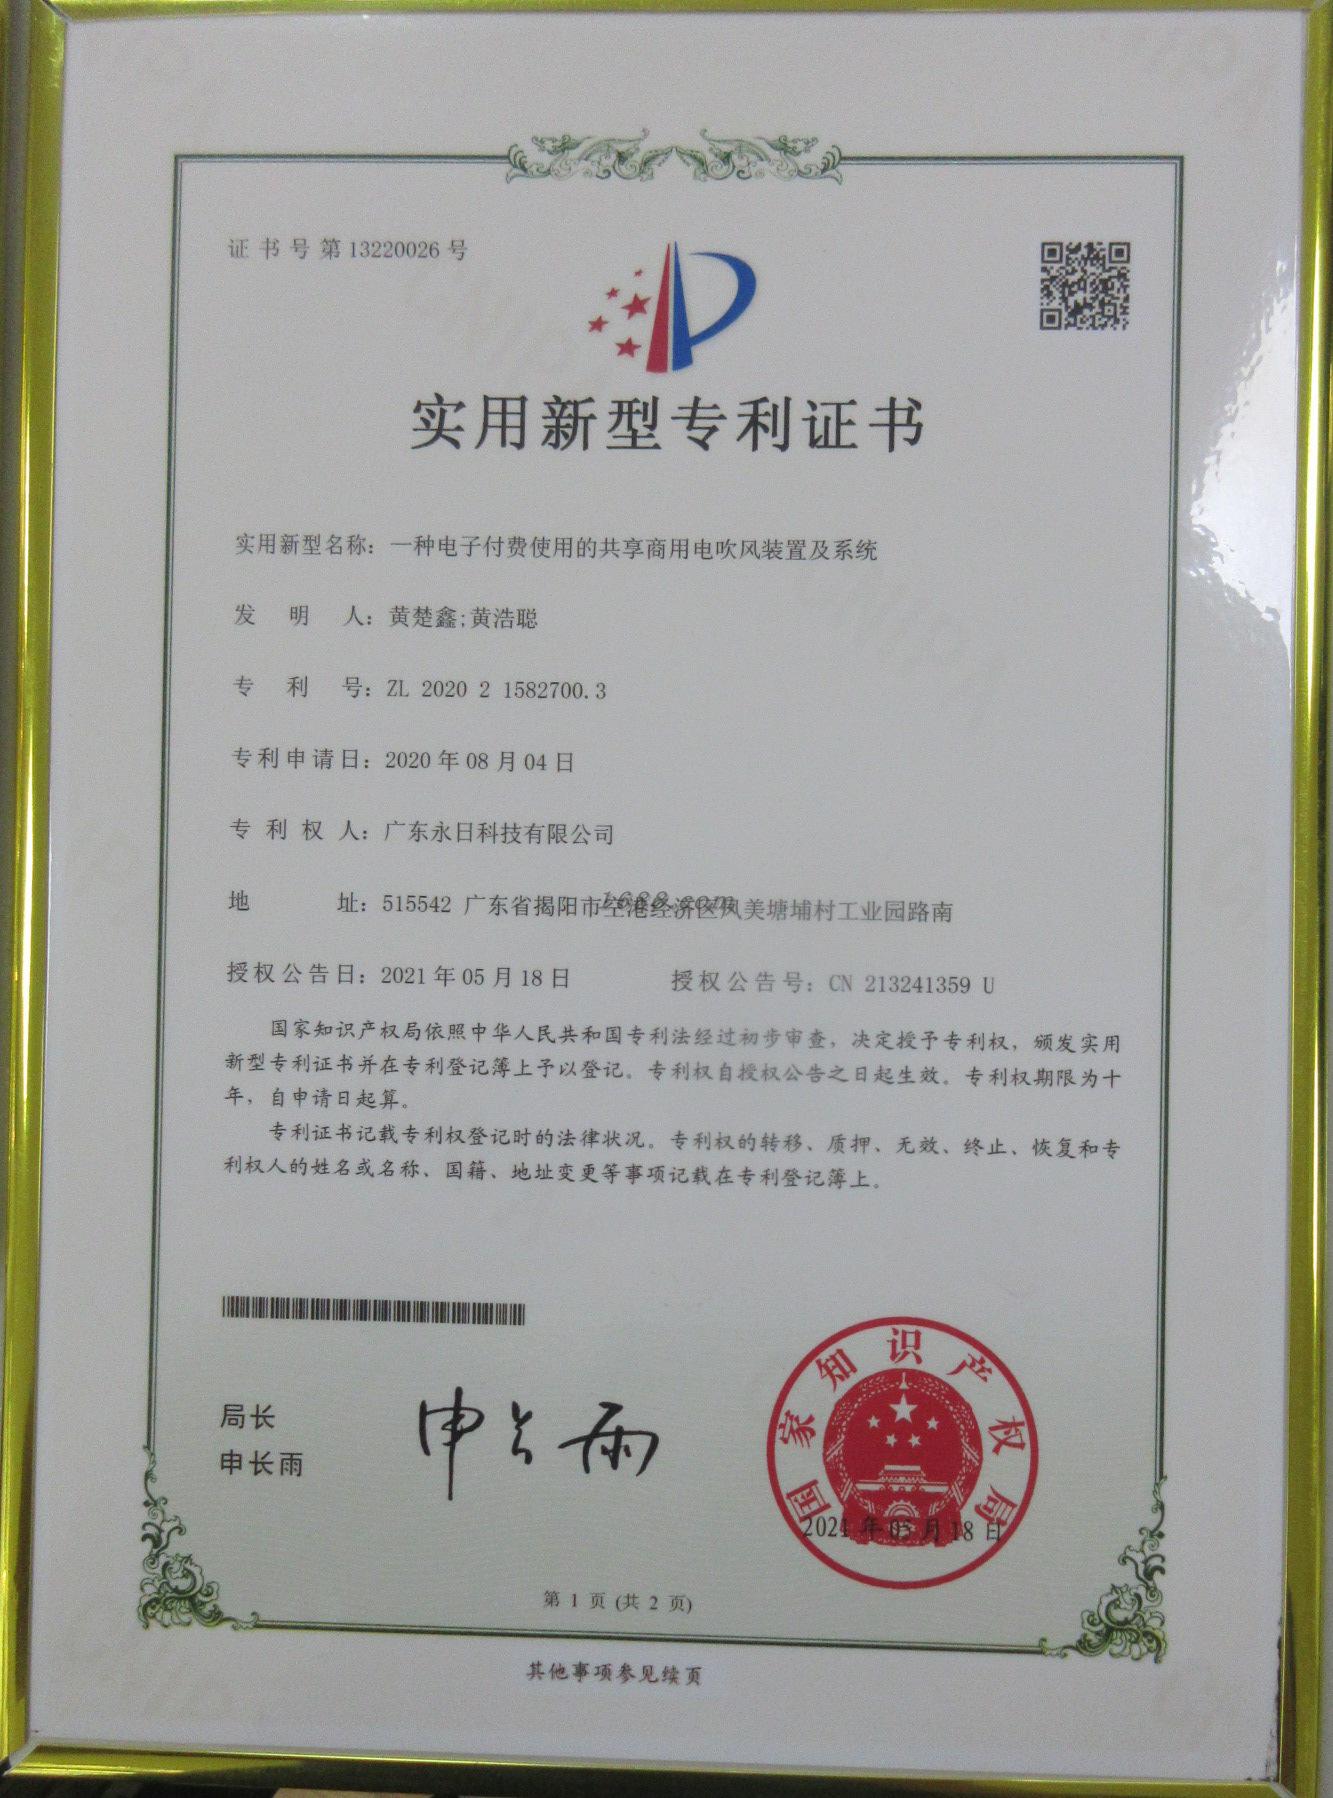 证书号第13220026号
实用新型专利证书
实用新型名称：一种电子付费使用的共享商用电吹风装置及系统
发明人：黄楚鑫;黄浩聪
专利号：ZL 2020 2 1582700.3
专利申请日：2020年08月04日
专利权人：广东永日科技有限公司
地址：515542 广东省揭阳市空港经济区凤美塘埔村工业园路南
1688.com
授权公告日：2021年05月18日 授权公告号：CN 213241359 U
国家知识产权局依照中华人民共和国专利法经过初步审查，决定授予专利权，颁发实用
新型专利证书并在专利登记簿上予以登记。专利权自授权公告之日起生效。专利权期限为十
年，自申请日起算。
专利证书记载专利权登记时的法律状况。专利权的转移、质押、无效、终止、恢复和专
利权人的姓名或名称、国籍、地址变更等事项记载在专利登记簿上。
局长
申长雨
申长雨
国家知识产权局
2021年05月18日
第 1 页 (共 2 页)
其他事项参见续页